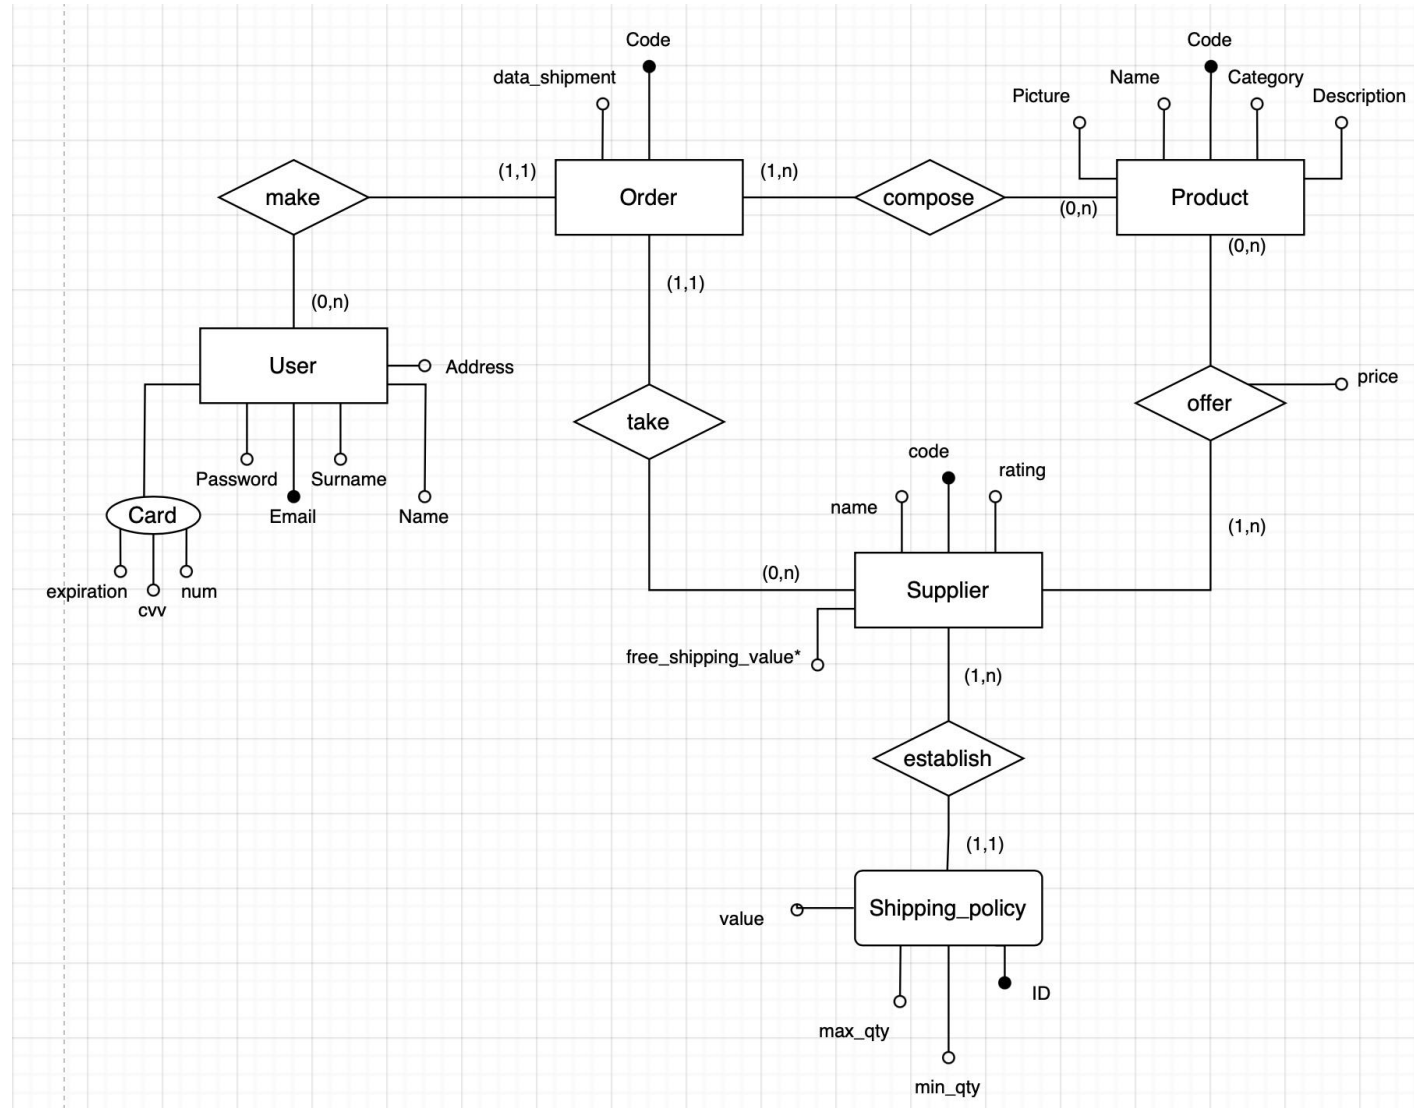 Code
Code
data_shipment
Name
Category
Picture
Description
(1,1)
(1,n)
make
Order
compose
Product
(0,n)
(0,n)
(1,1)
(0,n)
User
Address
price
offer
take
code
rating
Password
Surname
name
Card
Email
Name
(1,n)
(0,n)
Supplier
expiration
cvv
num
free_shipping_value*
(1,n)
establish
(1,1)
Shipping_policy
value
ID
max_qty
min_qty